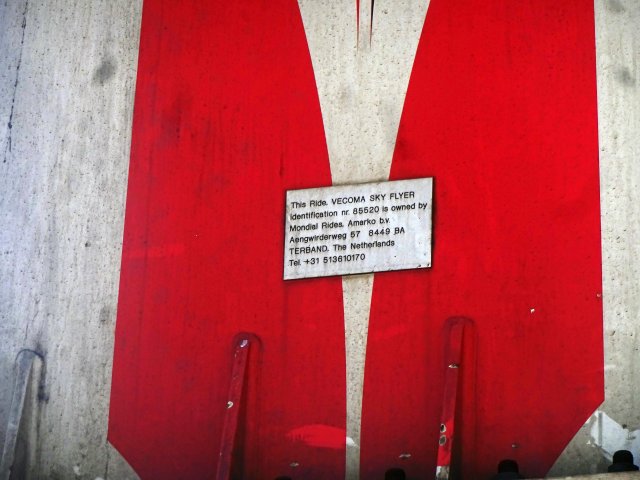 This Ride. VECOMA SKY FLYER
Identification nr. 85520 is owned by
Mondial Rides. Amarko b.v.
Aengwirderweg 57 8449 BA
TERBAND. The Netherlands
Tel. +31 513610170